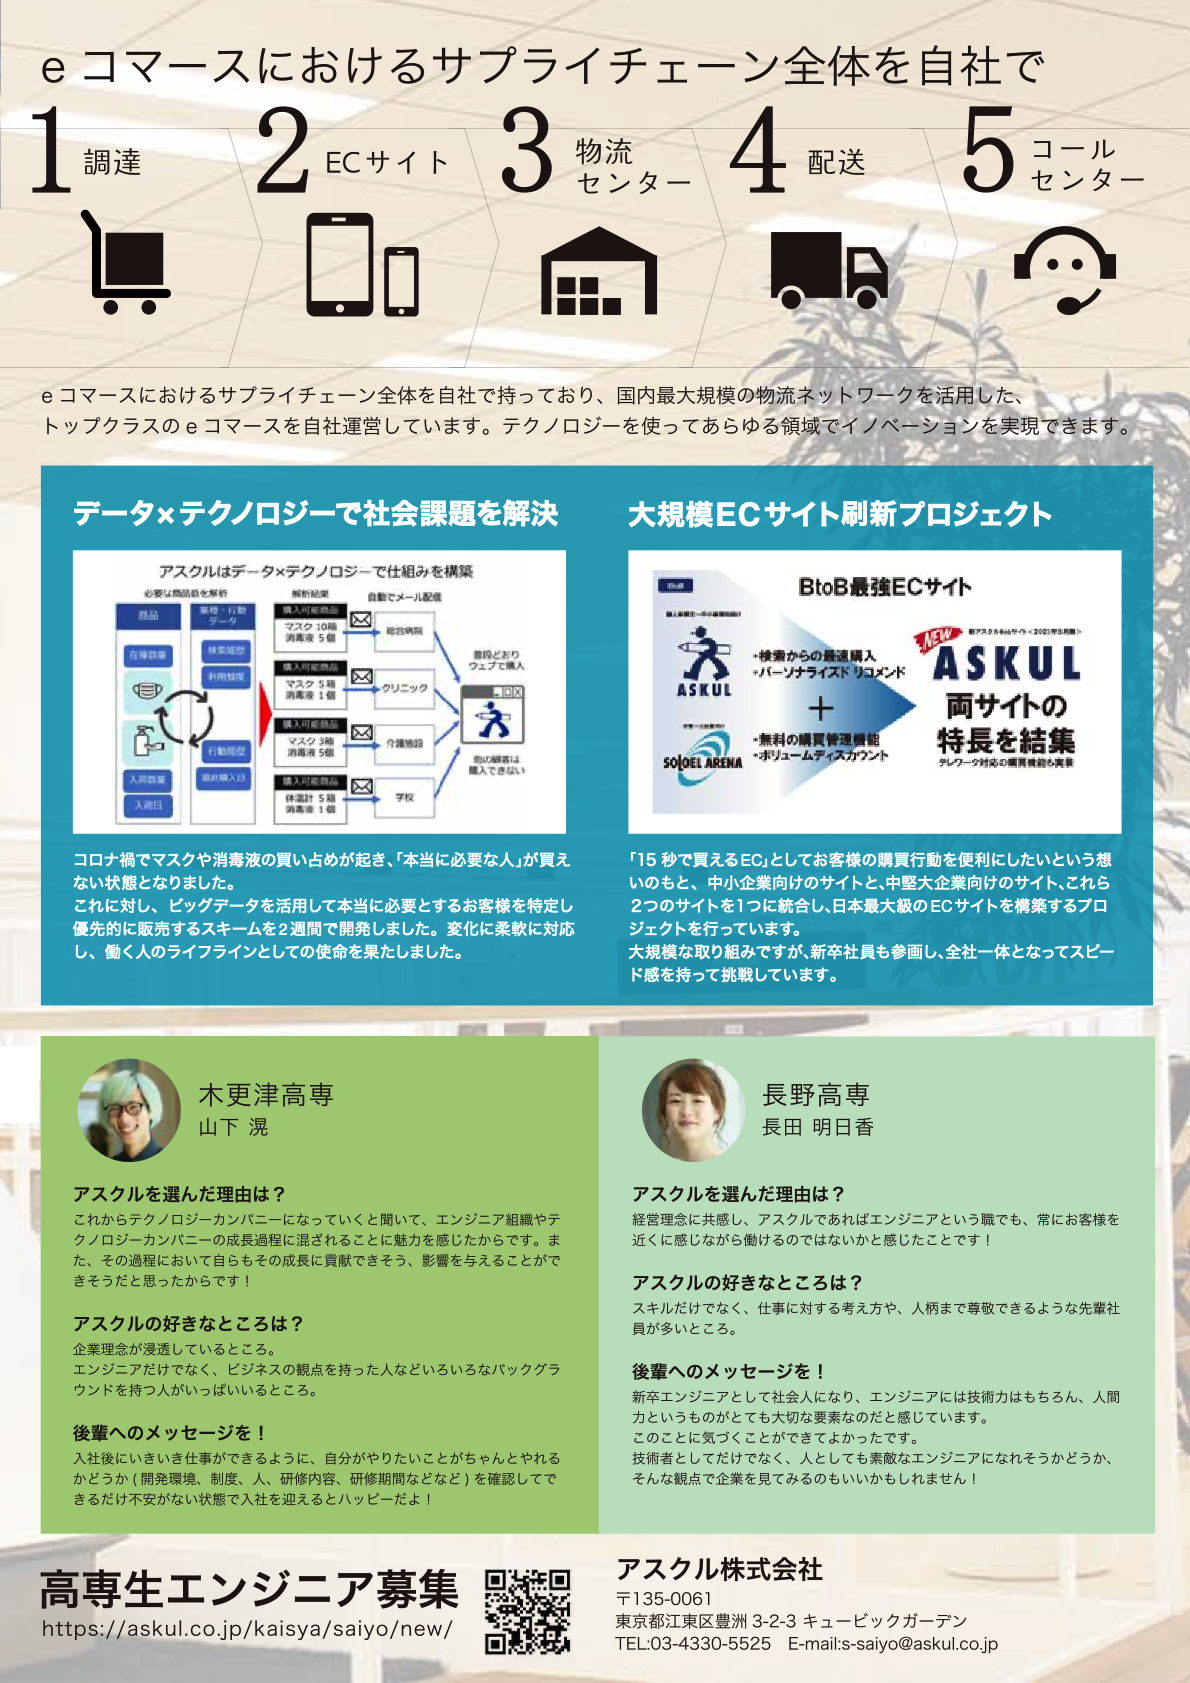 e コマースにおけるサプライチェーン全体を自社で
1 調達
2 ECサイト
3 物流
センター
4 配送
5 コール
センター
e コマースにおけるサプライチェーン全体を自社で持っており、国内最大規模の物流ネットワークを活用した、
トップクラスの e コマースを自社運営しています。テクノロジーを使ってあらゆる領域でイノベーションを実現できます。
データ×テクノロジーで社会課題を解決
アスクルはデータ×テクノロジーで仕組みを構築
必要な商品数を解析
解析結果
自動でメール配信
商品
業種・行動
データ
在庫数量
入荷数量
入荷日
検索履歴
利用頻度
行動履歴
最終購入日
購入可能商品
マスク 10箱
消毒液 5個
総合病院
購入可能商品
マスク 5箱
消毒液 1個
クリニック
購入可能商品
マスク 3箱
消毒液 5個
介護施設
購入可能商品
体温計 5箱
消毒液 1個
学校
普段どおり
ウェブで購入
他の顧客は
購入できない
コロナ禍でマスクや消毒液の買い占めが起き、「本当に必要な人」が買え
ない状態となりました。
これに対し、ビッグデータを活用して本当に必要とするお客様を特定し
優先的に販売するスキームを2週間で開発しました。変化に柔軟に対応
し、働く人のライフラインとしての使命を果たしました。
大規模ECサイト刷新プロジェクト
BtoB
BtoB最強ECサイト
ASKUL
・検索からの最速購入
・パーソナライズド リコメンド
+
SOLOEL ARENA
・無料の購買管理機能
・ボリュームディスカウント
NEW
新アスクルWebサイト<2023年5月期>
ASKUL
両サイトの
特長を結集
テレワーク対応の購買機能も実装
「15 秒で買えるEC」としてお客様の購買行動を便利にしたいという想
いのもと、中小企業向けのサイトと、中堅大企業向けのサイト、これら
2つのサイトを1つに統合し、日本最大級のECサイトを構築するプロ
ジェクトを行っています。
大規模な取り組みですが、新卒社員も参画し、全社一体となってスピー
ド感を持って挑戦しています。
木更津高専
山下 滉
アスクルを選んだ理由は？
これからテクノロジーカンパニーになっていくと聞いて、エンジニア組織やテ
クノロジーカンパニーの成長過程に混ざれることに魅力を感じたからです。ま
た、その過程において自らもその成長に貢献できそう、影響を与えることがで
きそうだと思ったからです！
アスクルの好きなところは？
企業理念が浸透しているところ。
エンジニアだけでなく、ビジネスの観点を持った人などいろいろなバックグラ
ウンドを持つ人がいっぱいいるところ。
後輩へのメッセージを！
入社後にいきいき仕事ができるように、自分がやりたいことがちゃんとやれる
かどうか ( 開発環境、制度、人、研修内容、研修期間などなど ) を確認してで
きるだけ不安がない状態で入社を迎えるとハッピーだよ！
長野高専
長田 明日香
アスクルを選んだ理由は？
経営理念に共感し、アスクルであればエンジニアという職でも、常にお客様を
近くに感じながら働けるのではないかと感じたことです！
アスクルの好きなところは？
スキルだけでなく、仕事に対する考え方や、人柄まで尊敬できるような先輩社
員が多いところ。
後輩へのメッセージを！
新卒エンジニアとして社会人になり、エンジニアには技術力はもちろん、人間
力というものがとても大切な要素なのだと感じています。
このことに気づくことができてよかったです。
技術者としてだけでなく、人としても素敵なエンジニアになれそうかどうか、
そんな観点で企業を見てみるのもいいかもしれません！
高専生エンジニア募集
https://askul.co.jp/kaisya/saiyo/new/
アスクル株式会社
〒135-0061
東京都江東区豊洲 3-2-3 キュービックガーデン
TEL:03-4330-5525　E-mail:s-saiyo@askul.co.jp